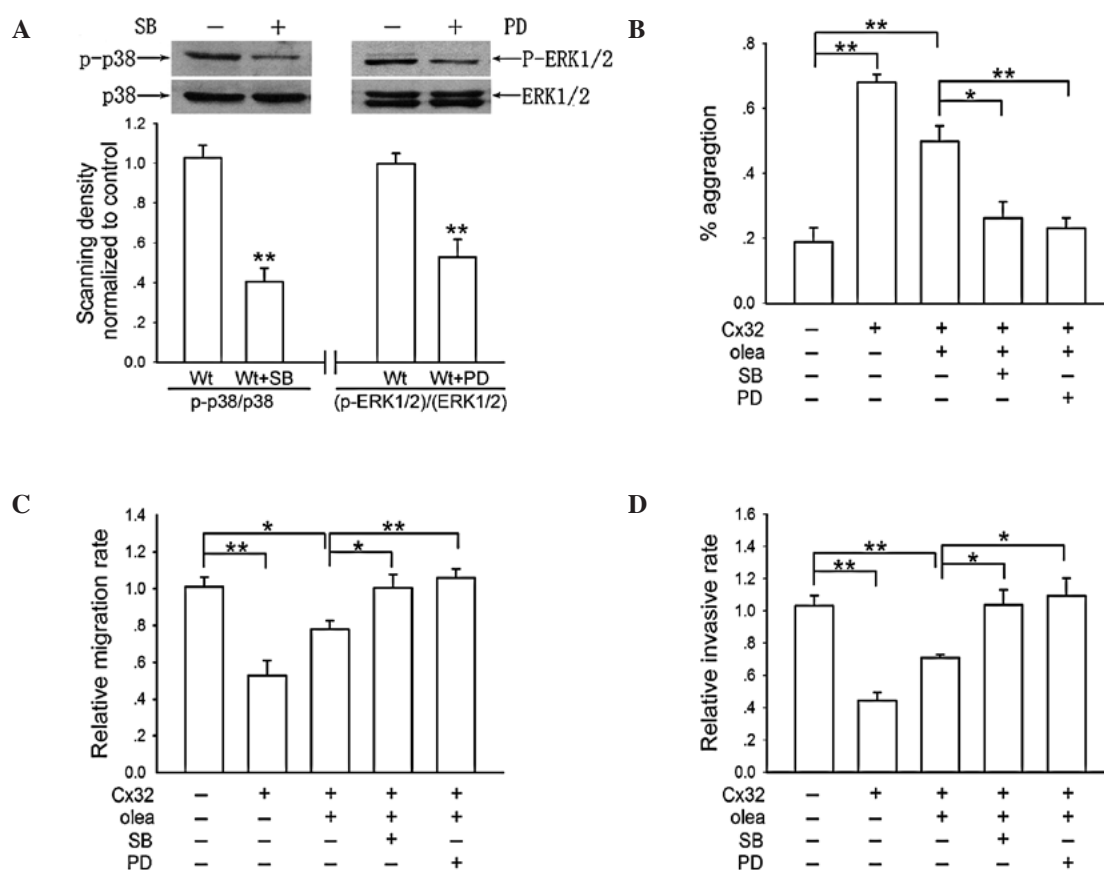 A
SB − + − + PD
p-p38 P-ERK1/2
p38 ERK1/2
Scanning density
normalized to control
1.0
.8
.6
.4
.2
0.0
** **
Wt Wt+SB Wt Wt+PD
p-p38/p38 (p-ERK1/2)/(ERK1/2)
B
% aggragtion
.8
.6
.4
.2
0.0
**
** **
*
Cx32 − + + + +
olea − − + + +
SB − − − + −
PD − − − − +
C
Relative migration rate
1.4
1.2
1.0
.8
.6
.4
.2
0.0
* **
** *
Cx32 − + + + +
olea − − + + +
SB − − − + −
PD − − − − +
D
Relative invasive rate
1.6
1.4
1.2
1.0
.8
.6
.4
.2
0.0
** *
** *
Cx32 − + + + +
olea − − + + +
SB − − − + −
PD − − − − +